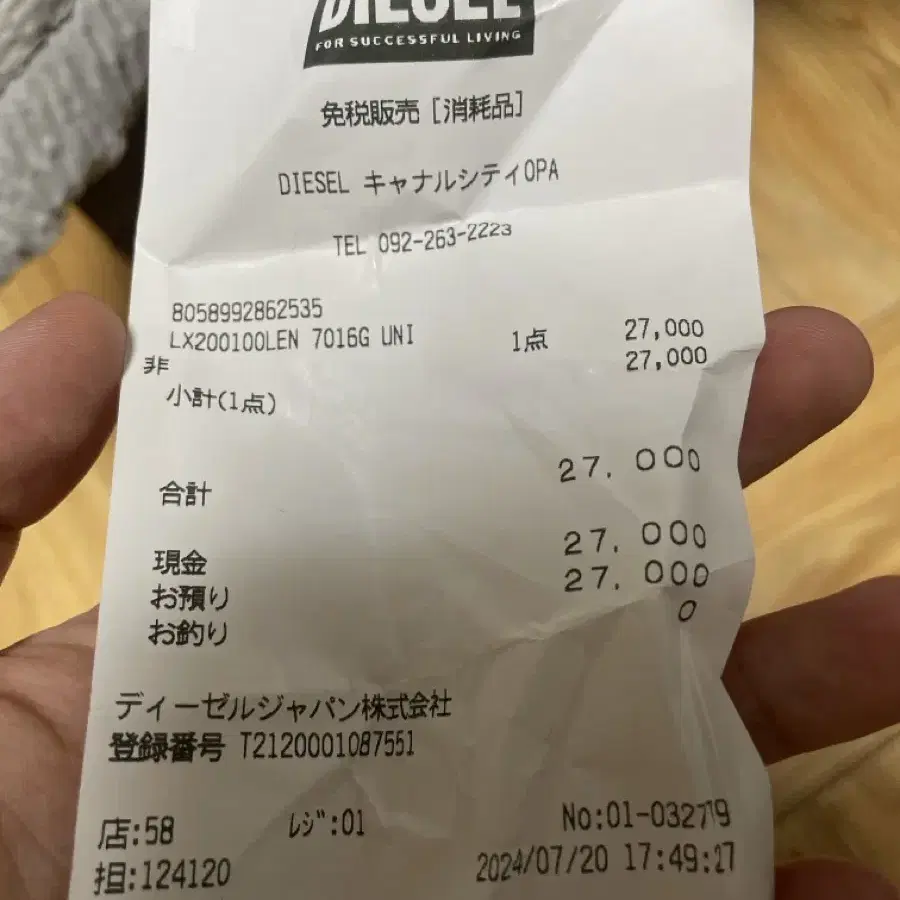 DIESEL
FOR SUCCESSFUL LIVING
免税販売 [消耗品]
DIESEL キャナルシティOPA
TEL 092-263-2223
8058992862535
LX200100LEN 7016G UNI 1点 27,000
非 27,000
小計(1点)
合計 27,000
現金 27,000
お預り 27,000
お釣り 0
ディーゼルジャパン株式会社
登録番号 T2120001087551
店:58 レジ:01 No:01-032719
担:124120 2024/07/20 17:49:27